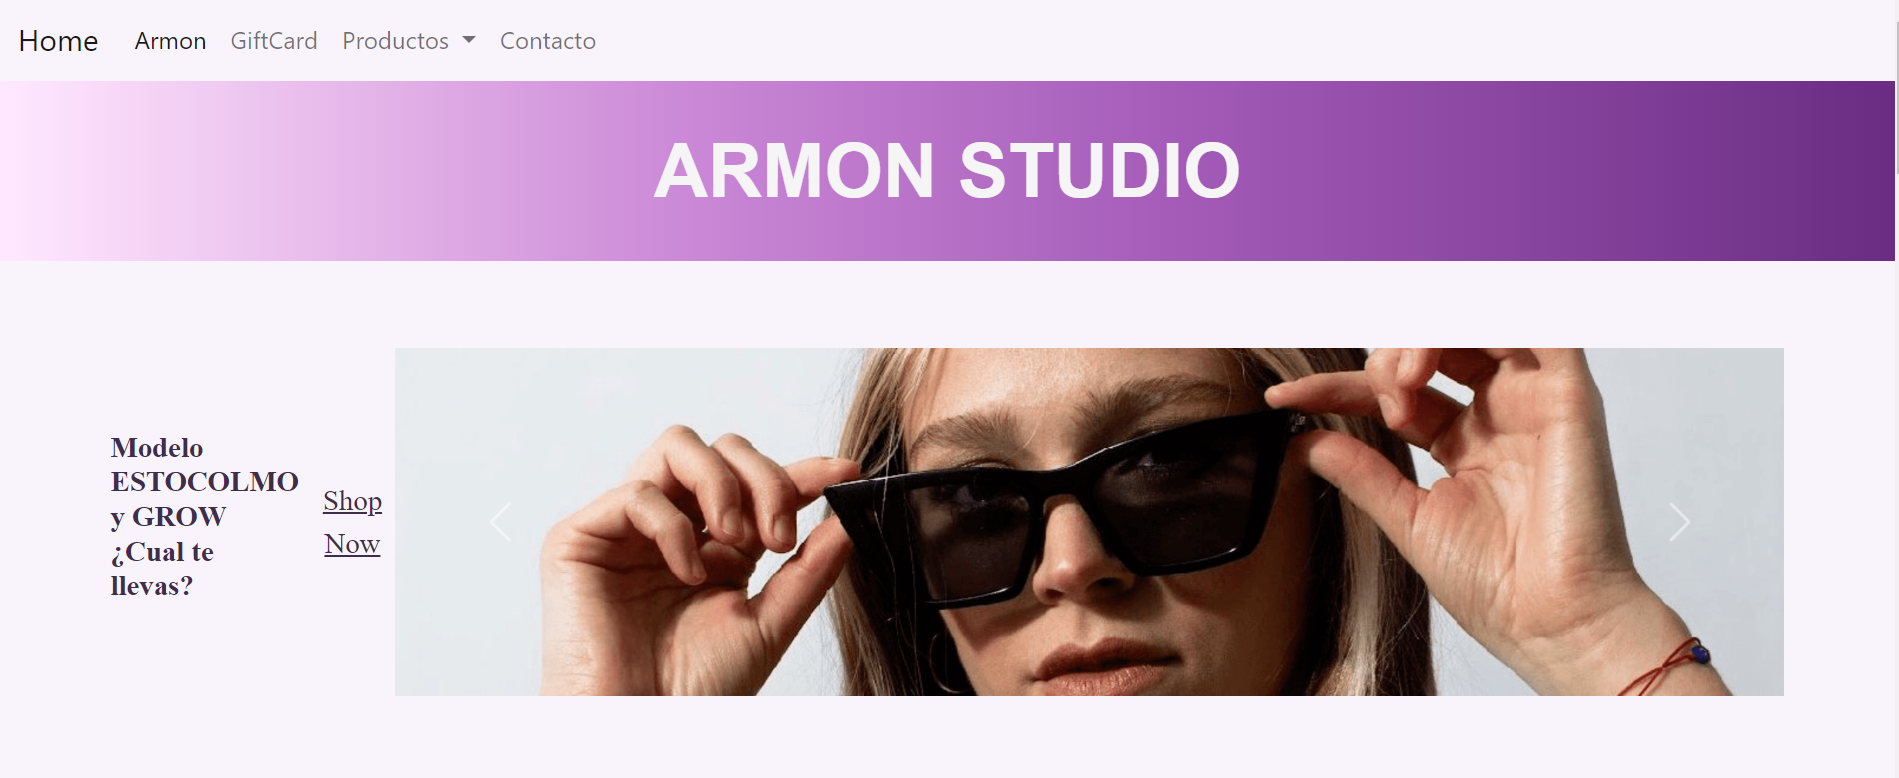 Home Armon GiftCard Productos Contacto
ARMON STUDIO
Modelo
ESTOCOLMO
y GROW
¿Cual te
llevas?
Shop
Now